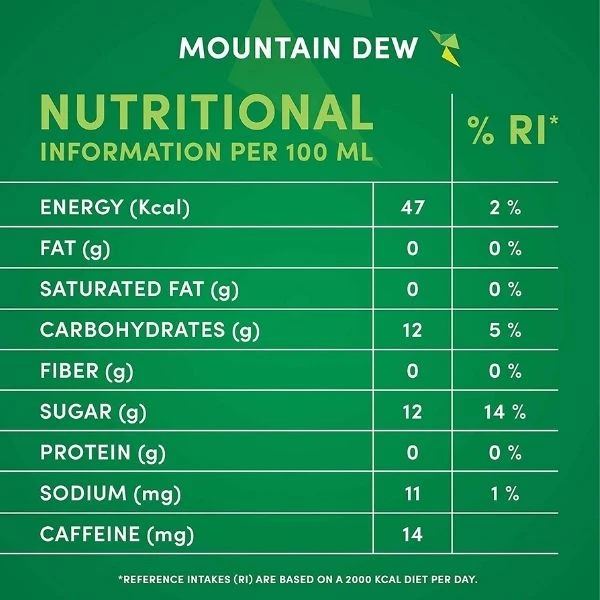 MOUNTAIN DEW
NUTRITIONAL
INFORMATION PER 100 ML
% RI*
ENERGY (Kcal) 47 2 %
FAT (g) 0 0 %
SATURATED FAT (g) 0 0 %
CARBOHYDRATES (g) 12 5 %
FIBER (g) 0 0 %
SUGAR (g) 12 14 %
PROTEIN (g) 0 0 %
SODIUM (mg) 11 1 %
CAFFEINE (mg) 14
*REFERENCE INTAKES (RI) ARE BASED ON A 2000 KCAL DIET PER DAY.